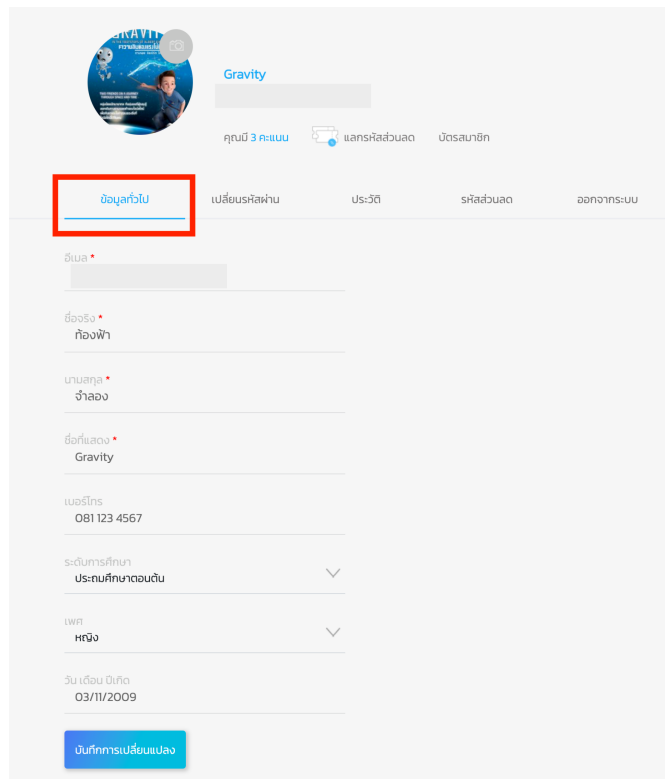 GRAVITY
Gravity
คุณมี 3 คะแนน
แลกรหัสส่วนลด
บัตรสมาชิก
ข้อมูลทั่วไป
เปลี่ยนรหัสผ่าน
ประวัติ
รหัสส่วนลด
ออกจากระบบ
อีเมล *
ชื่อจริง *
ท้องฟ้า
นามสกุล *
จำลอง
ชื่อที่แสดง *
Gravity
เบอร์โทร
081 123 4567
ระดับการศึกษา
ประถมศึกษาตอนต้น
เพศ
หญิง
วัน เดือน ปีเกิด
03/11/2009
บันทึกการเปลี่ยนแปลง